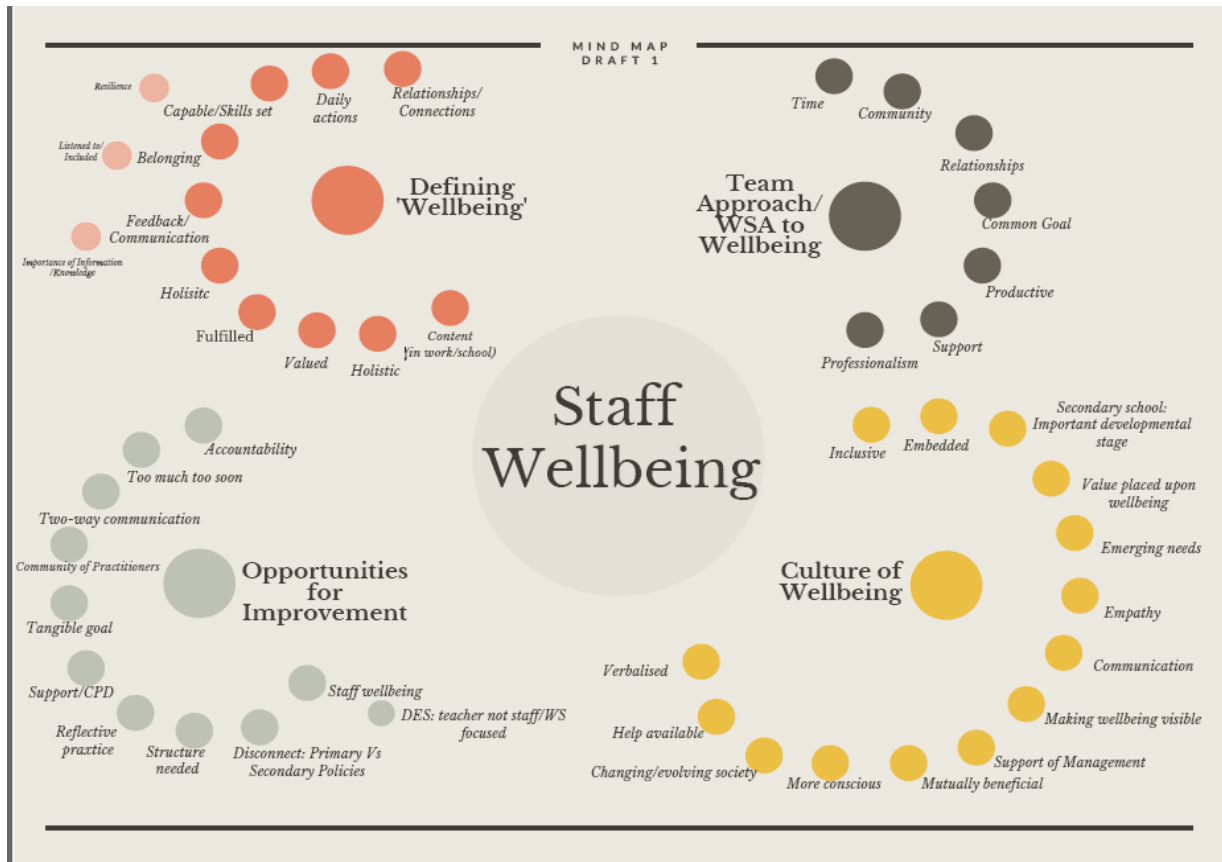 MIND MAP
DRAFT 1
Resilience
Capable/Skills set
Daily
actions
Relationships/
Connections
Listened to/
Included
Belonging
Feedback/
Communication
Importance of Information
/Knowledge
Holisitc
Fulfilled
Valued
Holistic
Content
(in work/school)
Defining
'Wellbeing'
Time
Community
Relationships
Common Goal
Productive
Support
Professionalism
Team
Approach/
WSA to
Wellbeing
Staff
Wellbeing
Accountability
Too much too soon
Two-way communication
Community of Practitioners
Tangible goal
Support/CPD
Reflective
praxtice
Structure
needed
Disconnect: Primary Vs
Secondary Policies
Staff wellbeing
DES: teacher not staff/WS
focused
Opportunities
for
Improvement
Inclusive
Embedded
Secondary school:
Important developmental
stage
Value placed upon
wellbeing
Emerging needs
Empathy
Communication
Making wellbeing visible
Support of Management
Mutually beneficial
More conscious
Changing/evolving society
Help available
Verbalised
Culture of
Wellbeing